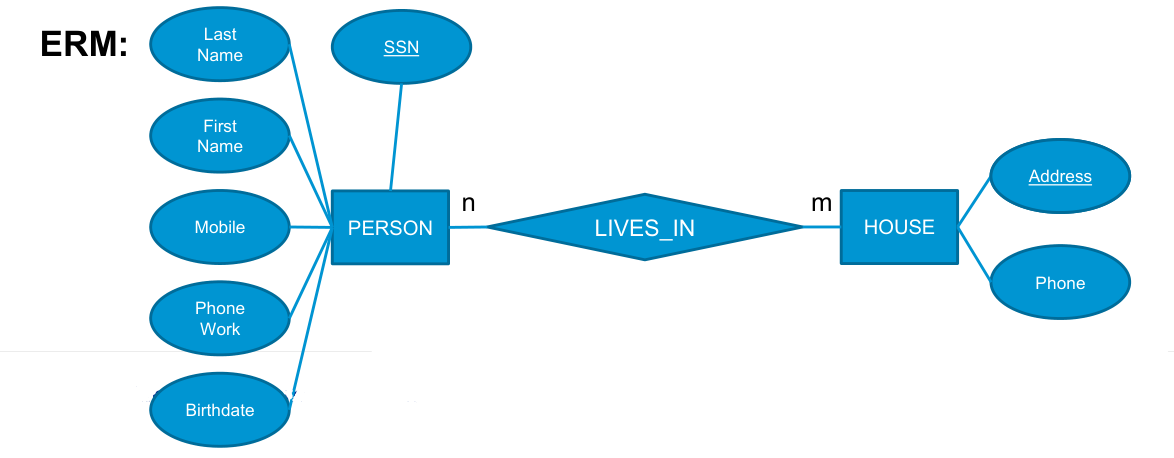 ERM:
Last
Name
SSN
First
Name
Mobile
Phone
Work
Birthdate
PERSON
n
LIVES_IN
m
HOUSE
Address
Phone